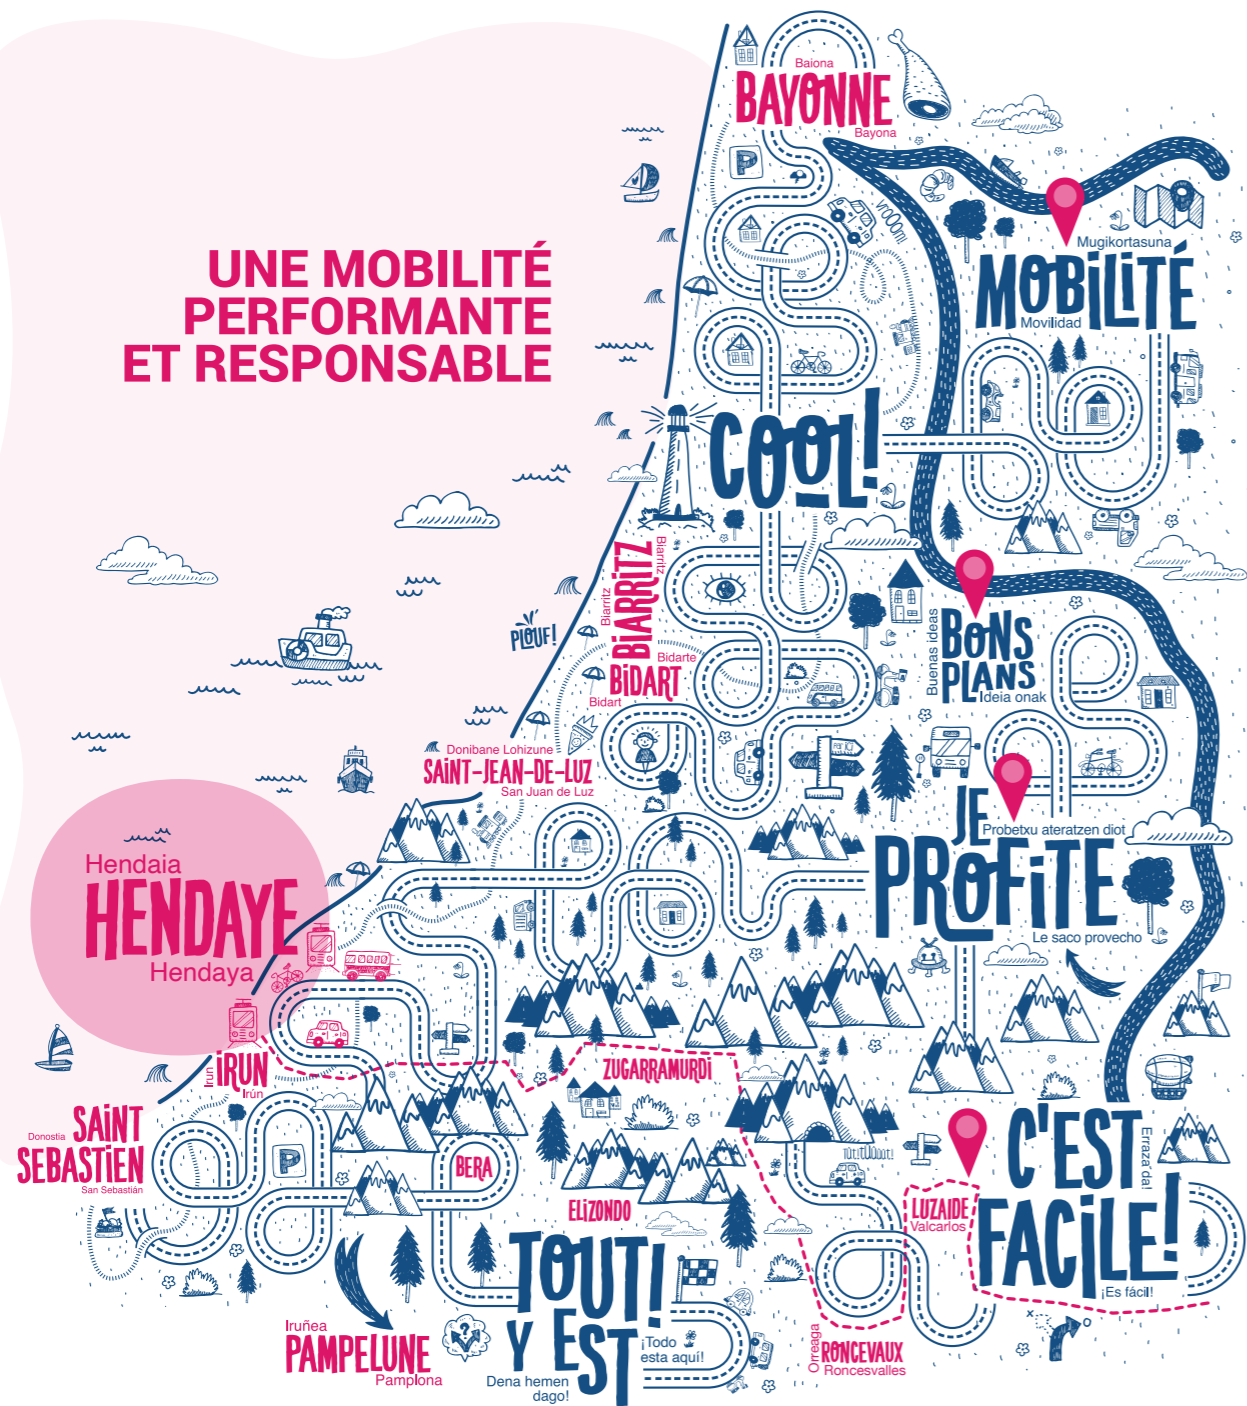 Baiona
BAYONNE
Bayona
P
vrOOOm!
UNE MOBILITÉ
PERFORMANTE
ET RESPONSABLE
Mugikortasuna
MOBiLiTÉ
Movilidad
COOL!
Biarritz
BiARRiTZ
Biarritz
PLOUF!
Bidarte
BiDART
Bidart
Buenas ideas
BONS
PLANS
Ideia onak
Donibane Lohizune
SAiNT-JEAN-DE-LUZ
San Juan de Luz
PAR ICI
JE
Probetxu ateratzen diot
PROFiTE
Le saco provecho
Hendaia
HENDAYE
Hendaya
Irun
iRUN
Irún
ZUGARRAMURDi
Donostia
SAiNT
SEBASTiEN
San Sebastián
P
BERA
ELiZONDO
TUtUtUÛûût!
C'EST
FACiLE!
Erraza da!
¡Es fácil!
LUZAiDE
Valcarlos
TOUT!
Y EST
¡Todo
esta aquí!
Dena hemen
dago!
Iruñea
PAMPELUNE
Pamplona
?
Orreaga
RONCEVAUX
Roncesvalles